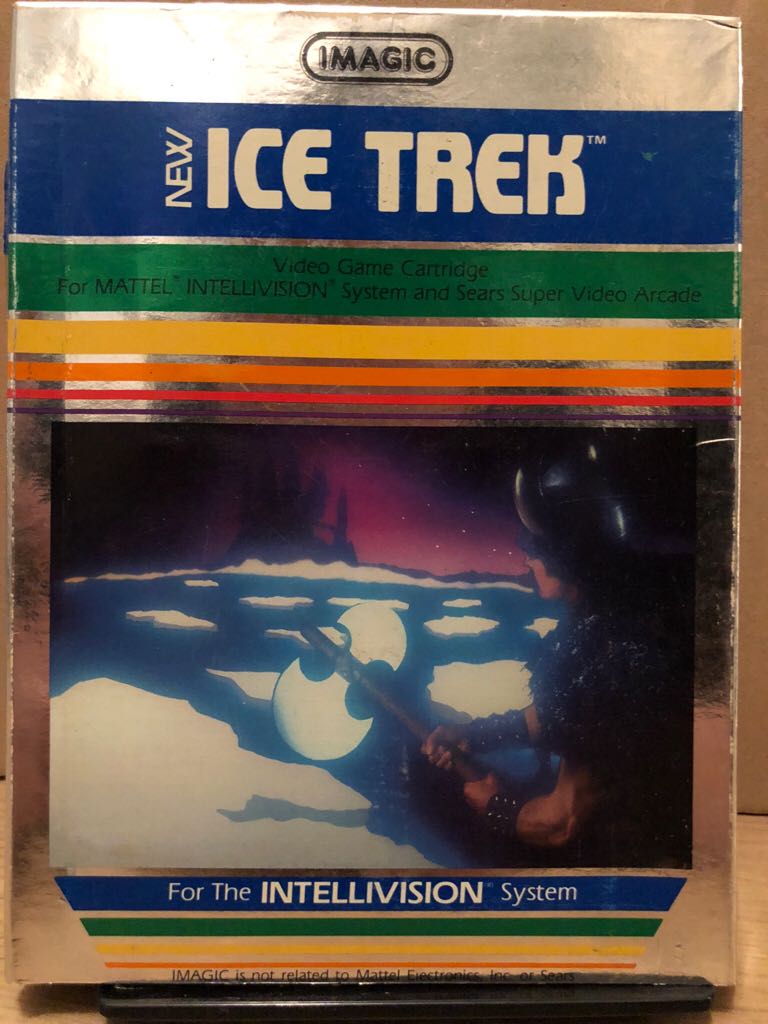 IMAGIC
NEW ICE TREK™
Video Game Cartridge
For MATTEL® INTELLIVISION® System and Sears Super Video Arcade
For The INTELLIVISION® System
IMAGIC is not related to Mattel Electronics, Inc. or Sears